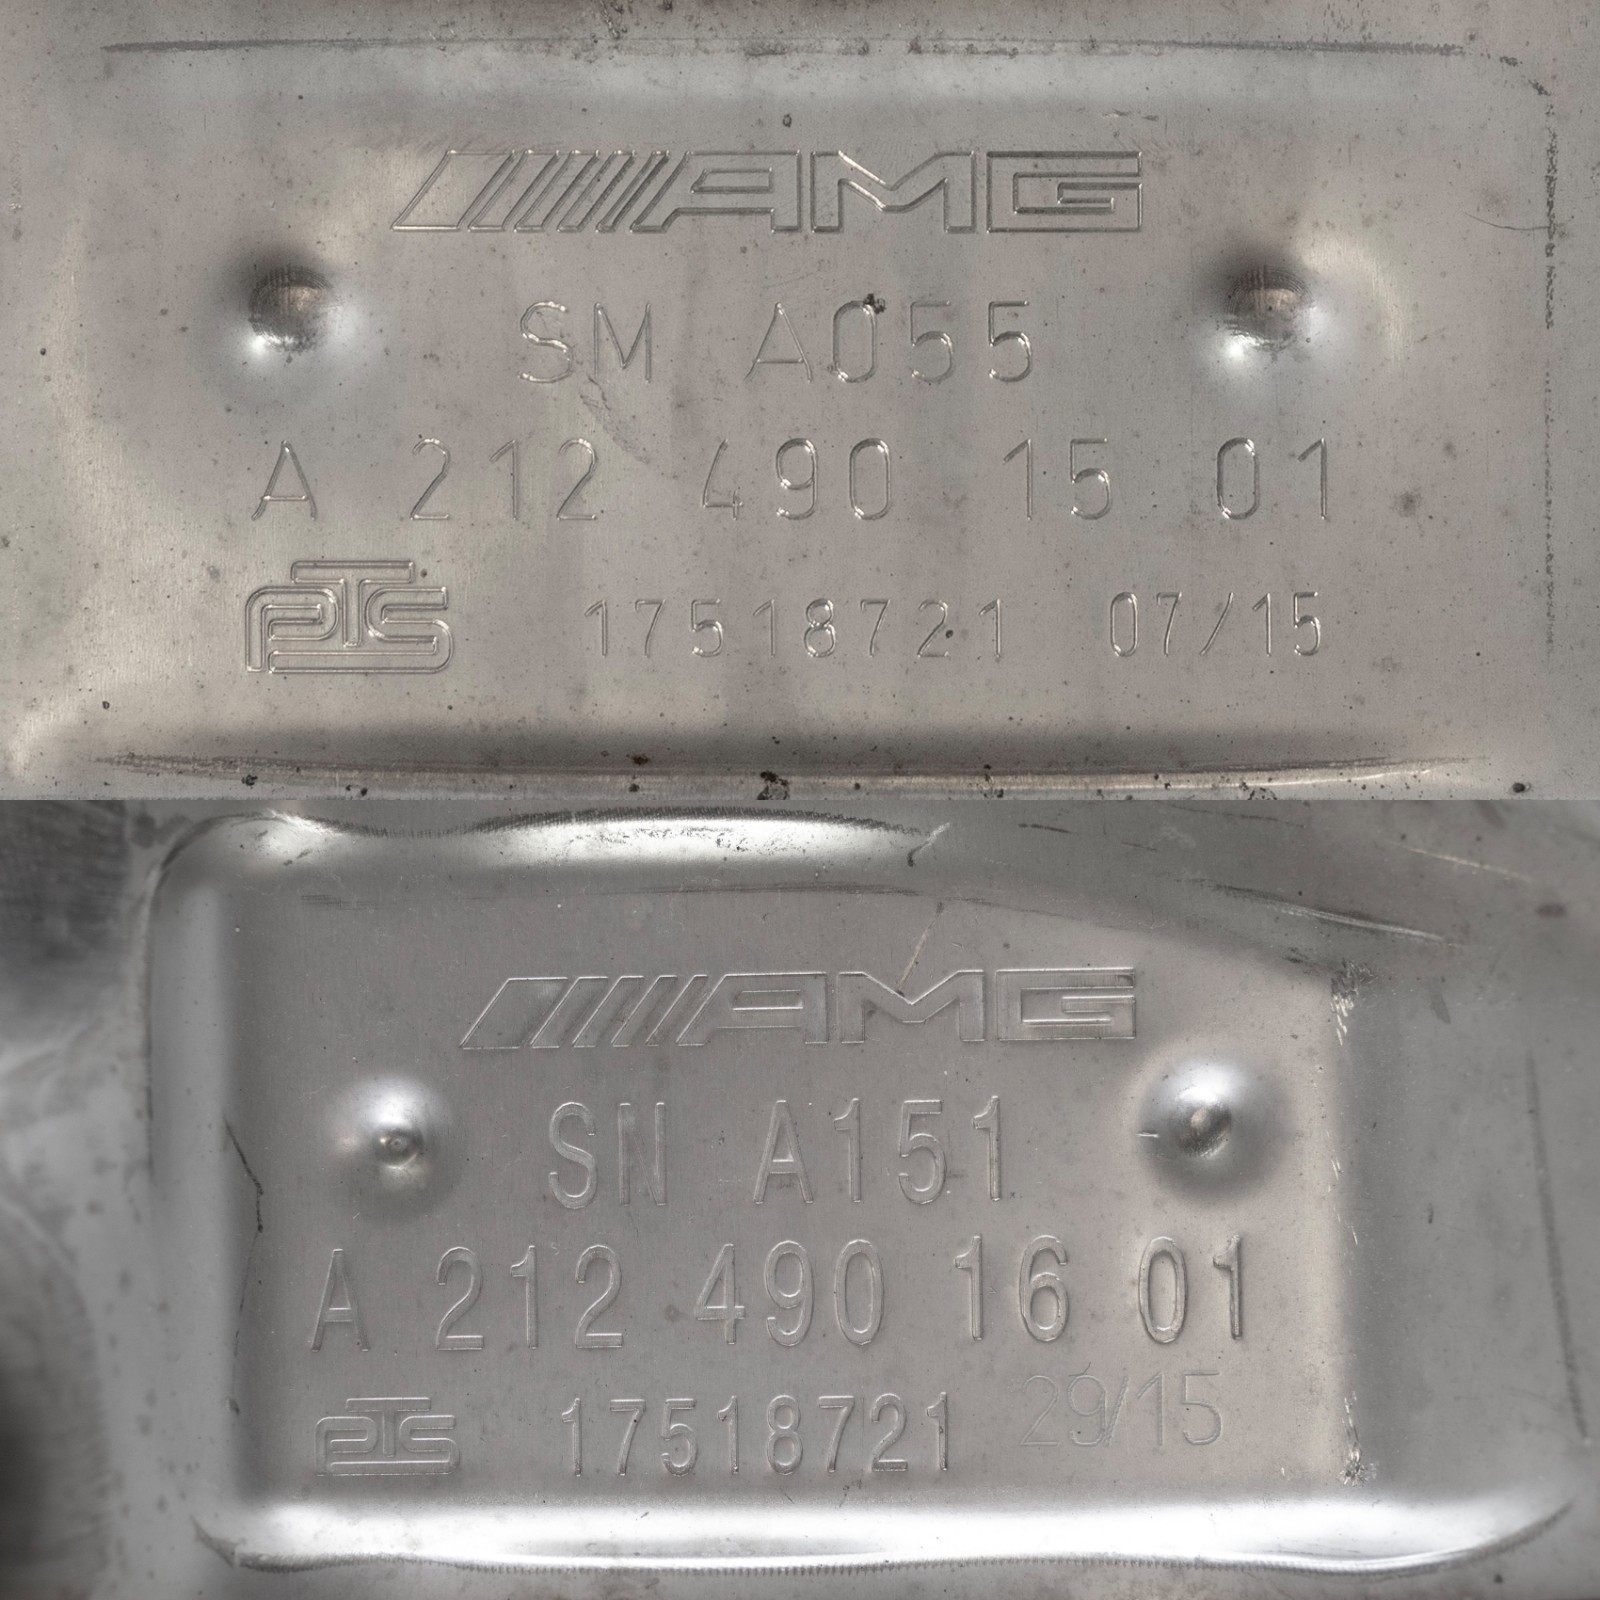 AMG
SM A055
A 212 490 15 01
PTS 17518721 07/15
AMG
SN A151
A 212 490 16 01
PTS 17518721 29/15